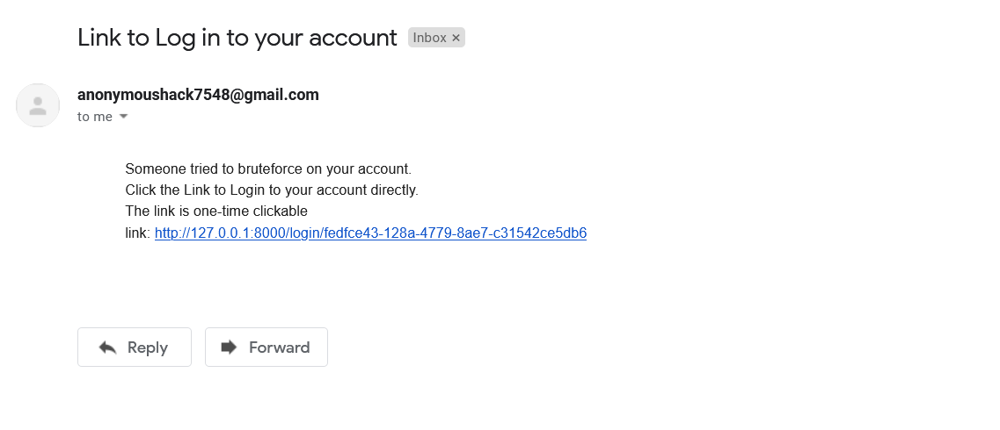 Link to Log in to your account Inbox ×
anonymoushack7548@gmail.com
to me
Someone tried to bruteforce on your account.
Click the Link to Login to your account directly.
The link is one-time clickable
link: http://127.0.0.1:8000/login/fedfce43-128a-4779-8ae7-c31542ce5db6
Reply Forward